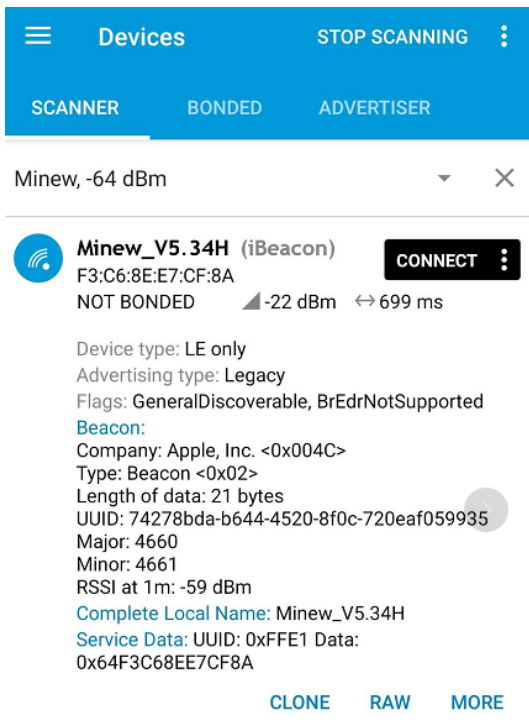 Devices STOP SCANNING
SCANNER BONDED ADVERTISER
Minew, -64 dBm
Minew_V5.34H (iBeacon)
CONNECT
F3:C6:8E:E7:CF:8A
NOT BONDED -22 dBm 699 ms
Device type: LE only
Advertising type: Legacy
Flags: GeneralDiscoverable, BrEdrNotSupported
Beacon:
Company: Apple, Inc. <0x004C>
Type: Beacon <0x02>
Length of data: 21 bytes
UUID: 74278bda-b644-4520-8f0c-720eaf059935
Major: 4660
Minor: 4661
RSSI at 1m: -59 dBm
Complete Local Name: Minew_V5.34H
Service Data: UUID: 0xFFE1 Data:
0x64F3C68EE7CF8A
CLONE RAW MORE